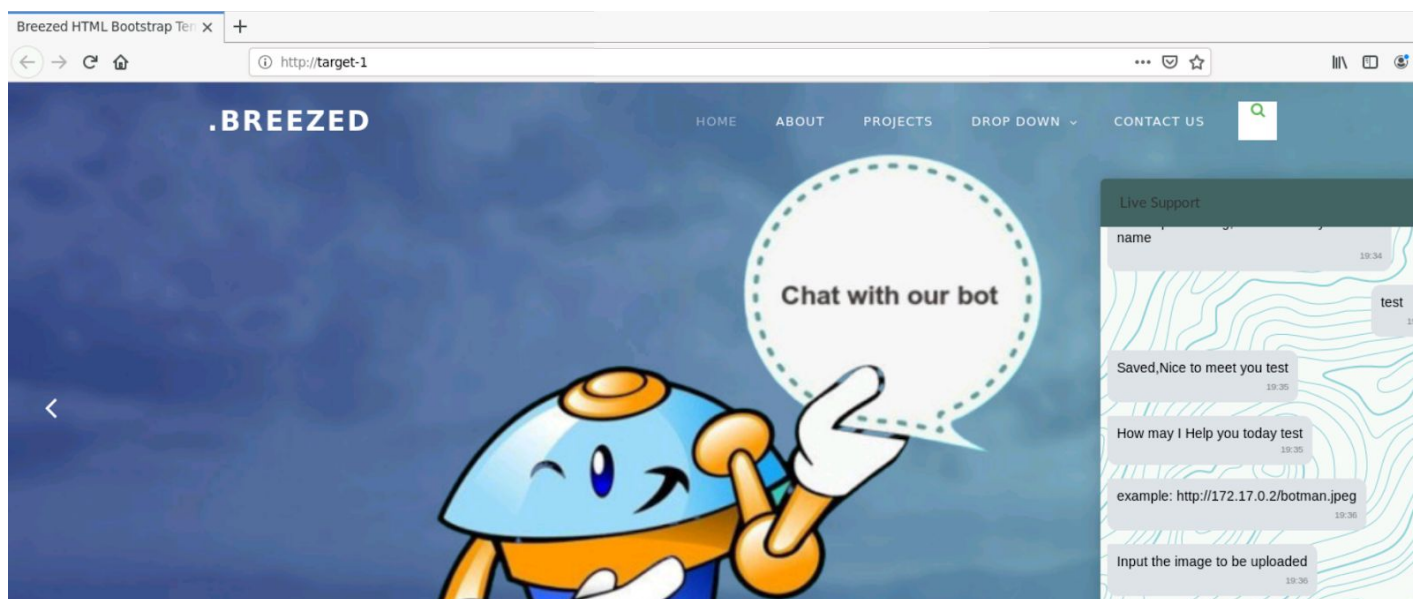 Breezed HTML Bootstrap Ten
http://target-1
.BREEZED
HOME ABOUT PROJECTS DROP DOWN CONTACT US
Chat with our bot
Live Support
name
19:34
test
Saved,Nice to meet you test
19:35
How may I Help you today test
19:35
example: http://172.17.0.2/botman.jpeg
19:36
Input the image to be uploaded
19:36